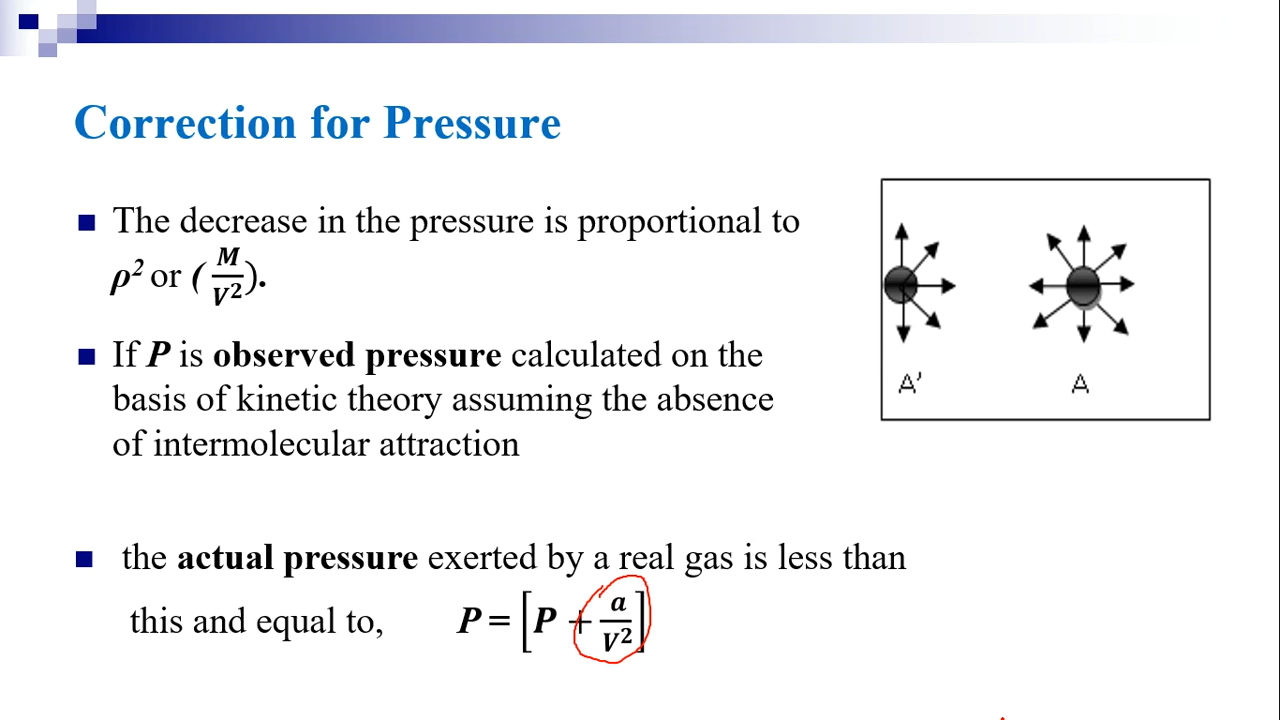 Correction for Pressure
■ The decrease in the pressure is proportional to
ρ² or (M/V²).
■ If P is observed pressure calculated on the
basis of kinetic theory assuming the absence
of intermolecular attraction
■ the actual pressure exerted by a real gas is less than
this and equal to, P = [P + a/V²]
A' A